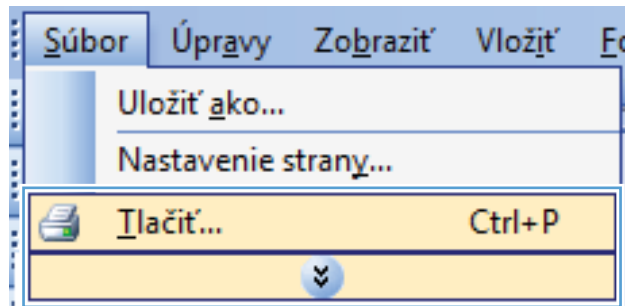 Súbor Úpravy Zobraziť Vložiť
Uložiť ako...
Nastavenie strany...
Tlačiť... Ctrl+P